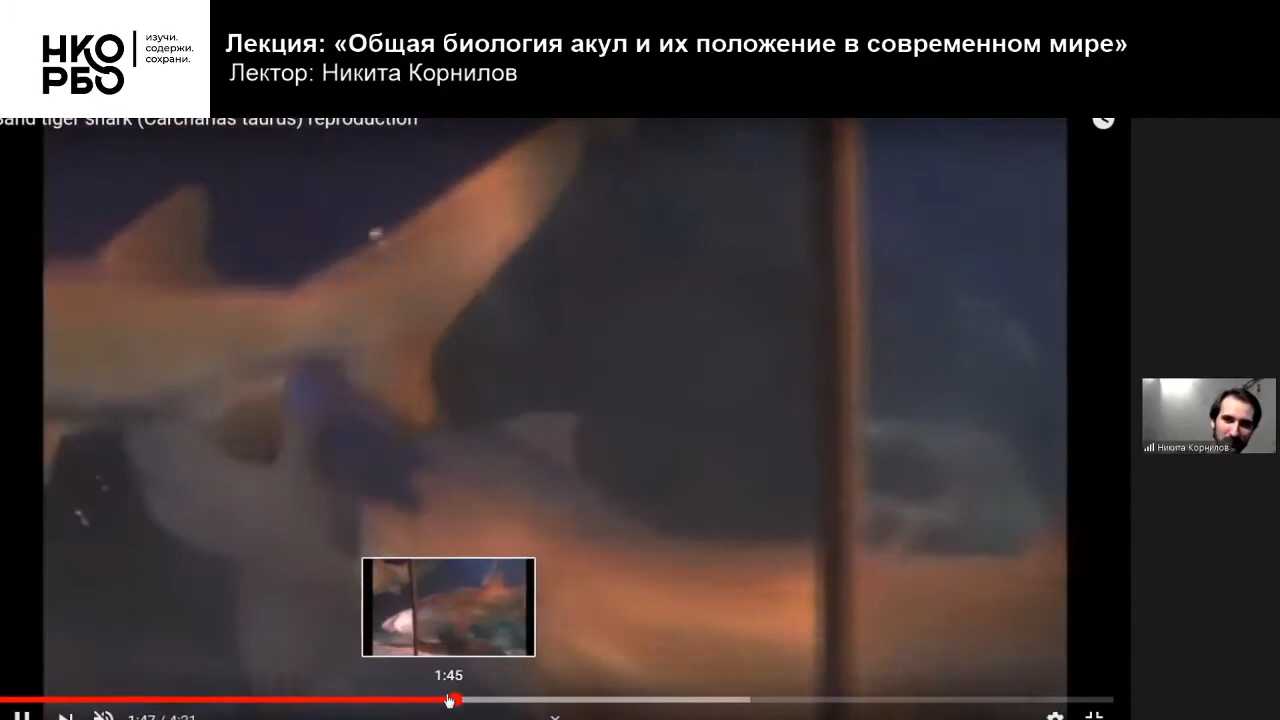 НКО
РБО
изучи.
содержи.
сохрани.
Лекция: «Общая биология акул и их положение в современном мире»
Лектор: Никита Корнилов
Sand tiger shark (Carcharias taurus) reproduction
Никита Корнилов
1:45
1:47 / 4:21